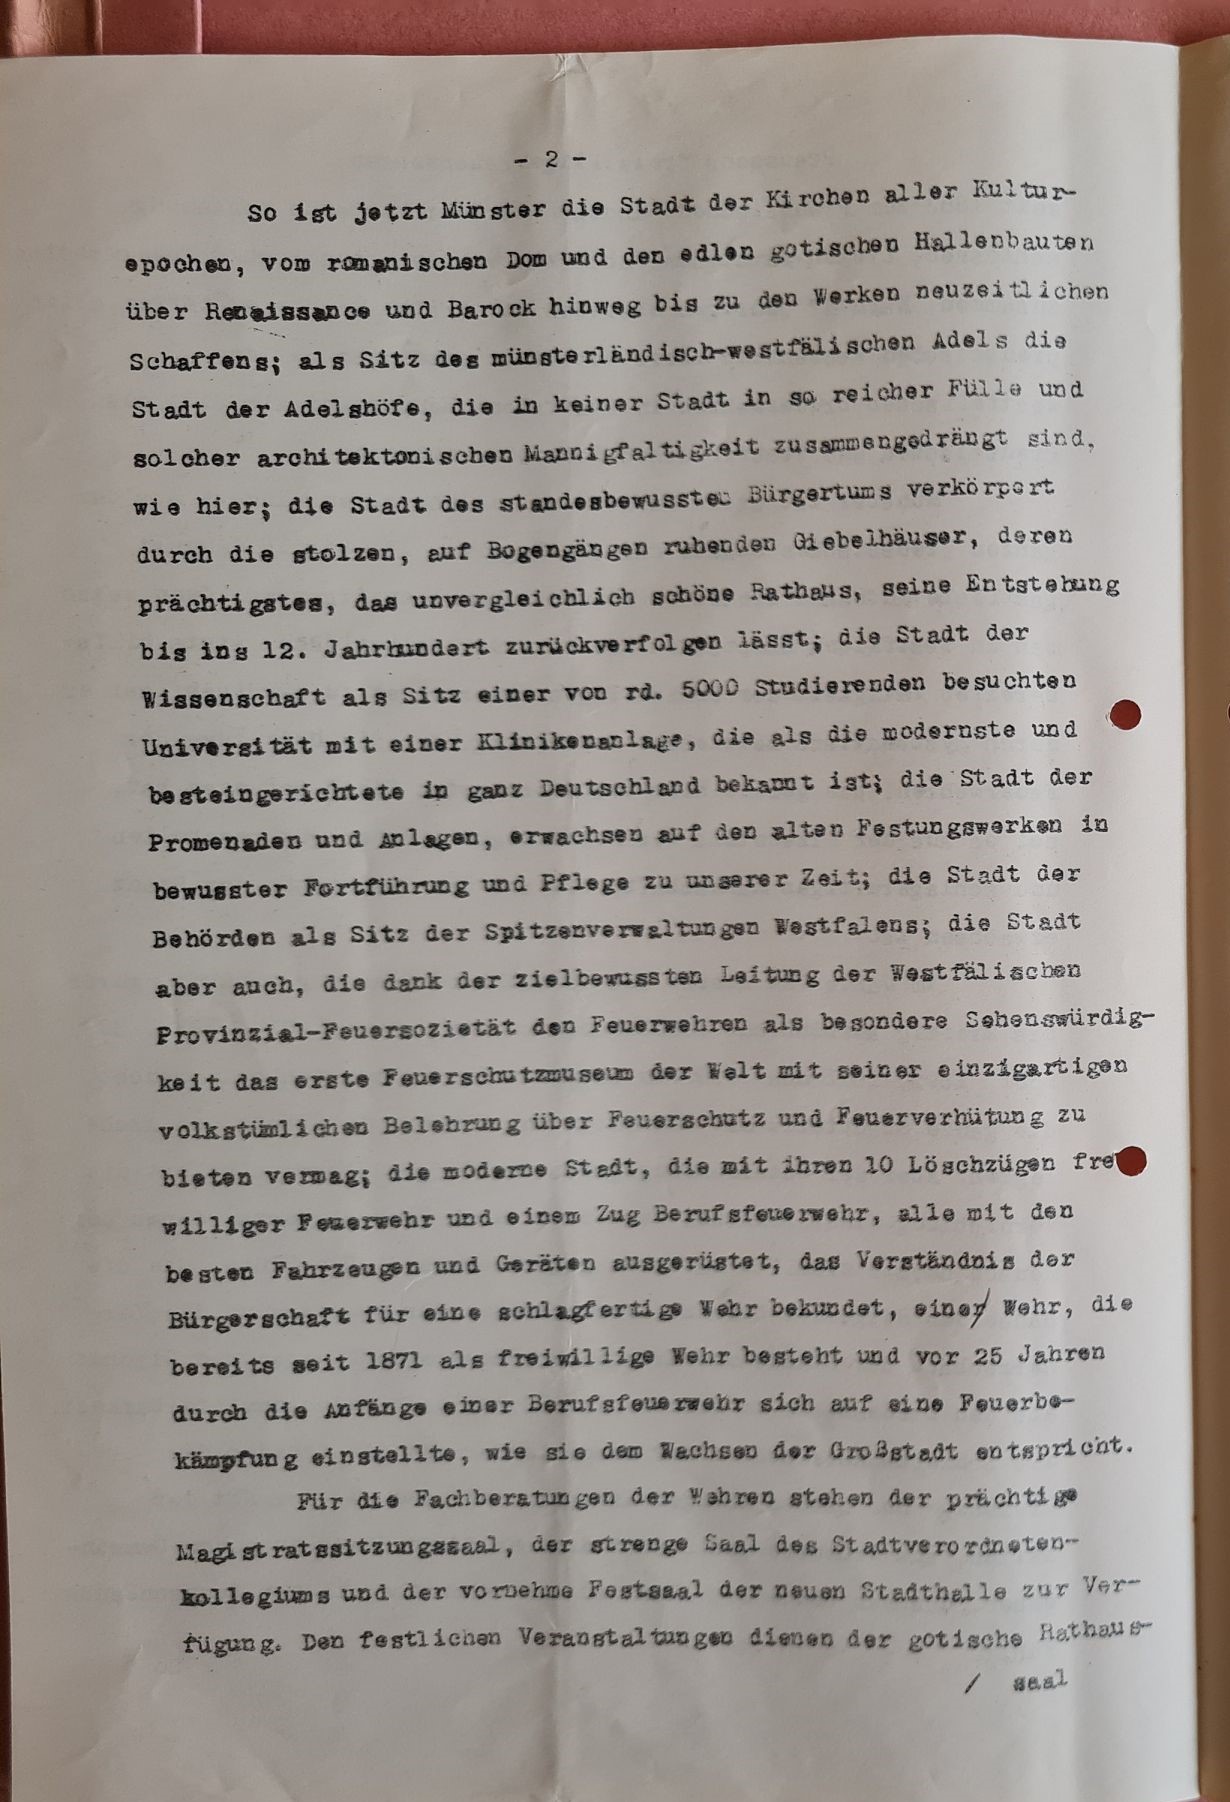 - 2 -
So ist jetzt Münster die Stadt der Kirchen aller Kultur-
epochen, vom romanischen Dom und den edlen gotischen Hallenbauten
über Renaissance und Barock hinweg bis zu den Werken neuzeitlichen
Schaffens; als Sitz des münsterländisch-westfälischen Adels die
Stadt der Adelshöfe, die in keiner Stadt in so reicher Fülle und
solcher architektonischen Mannigfaltigkeit zusammengedrängt sind,
wie hier; die Stadt des standesbewussten Bürgertums verkörpert
durch die stolzen, auf Bogengängen ruhenden Giebelhäuser, deren
prächtigstes, das unvergleichlich schöne Rathaus, seine Entstehung
bis ins 12. Jahrhundert zurückverfolgen lässt; die Stadt der
Wissenschaft als Sitz einer von rd. 5000 Studierenden besuchten
Universität mit einer Klinikenanlage, die als die modernste und
besteingerichtete in ganz Deutschland bekannt ist; die Stadt der
Promenaden und Anlagen, erwachsen auf den alten Festungswerken in
bewusster Fortführung und Pflege zu unserer Zeit; die Stadt der
Behörden als Sitz der Spitzenverwaltungen Westfalens; die Stadt
aber auch, die dank der zielbewussten Leitung der Westfälischen
Provinzial-Feuersozietät den Feuerwehren als besondere Sehenswürdig-
keit das erste Feuerschutzmuseum der Welt mit seiner einzigartigen
volkstümlichen Belehrung über Feuerschutz und Feuerverhütung zu
bieten vermag; die moderne Stadt, die mit ihren 10 Löschzügen fre
williger Feuerwehr und einem Zug Berufsfeuerwehr, alle mit den
besten Fahrzeugen und Geräten ausgerüstet, das Verständnis der
Bürgerschaft für eine schlagfertige Wehr bekundet, einer Wehr, die
bereits seit 1871 als freiwillige Wehr besteht und vor 25 Jahren
durch die Anfänge einer Berufsfeuerwehr sich auf eine Feuerbe-
kämpfung einstellte, wie sie dem Wachsen der Großstadt entspricht.
Für die Fachberatungen der Wehren stehen der prächtige
Magistratssitzungssaal, der strenge Saal des Stadtverordneten-
kollegiums und der vornehme Festsaal der neuen Stadthalle zur Ver-
fügung. Den festlichen Veranstaltungen dienen der gotische Rathaus-
/ saal